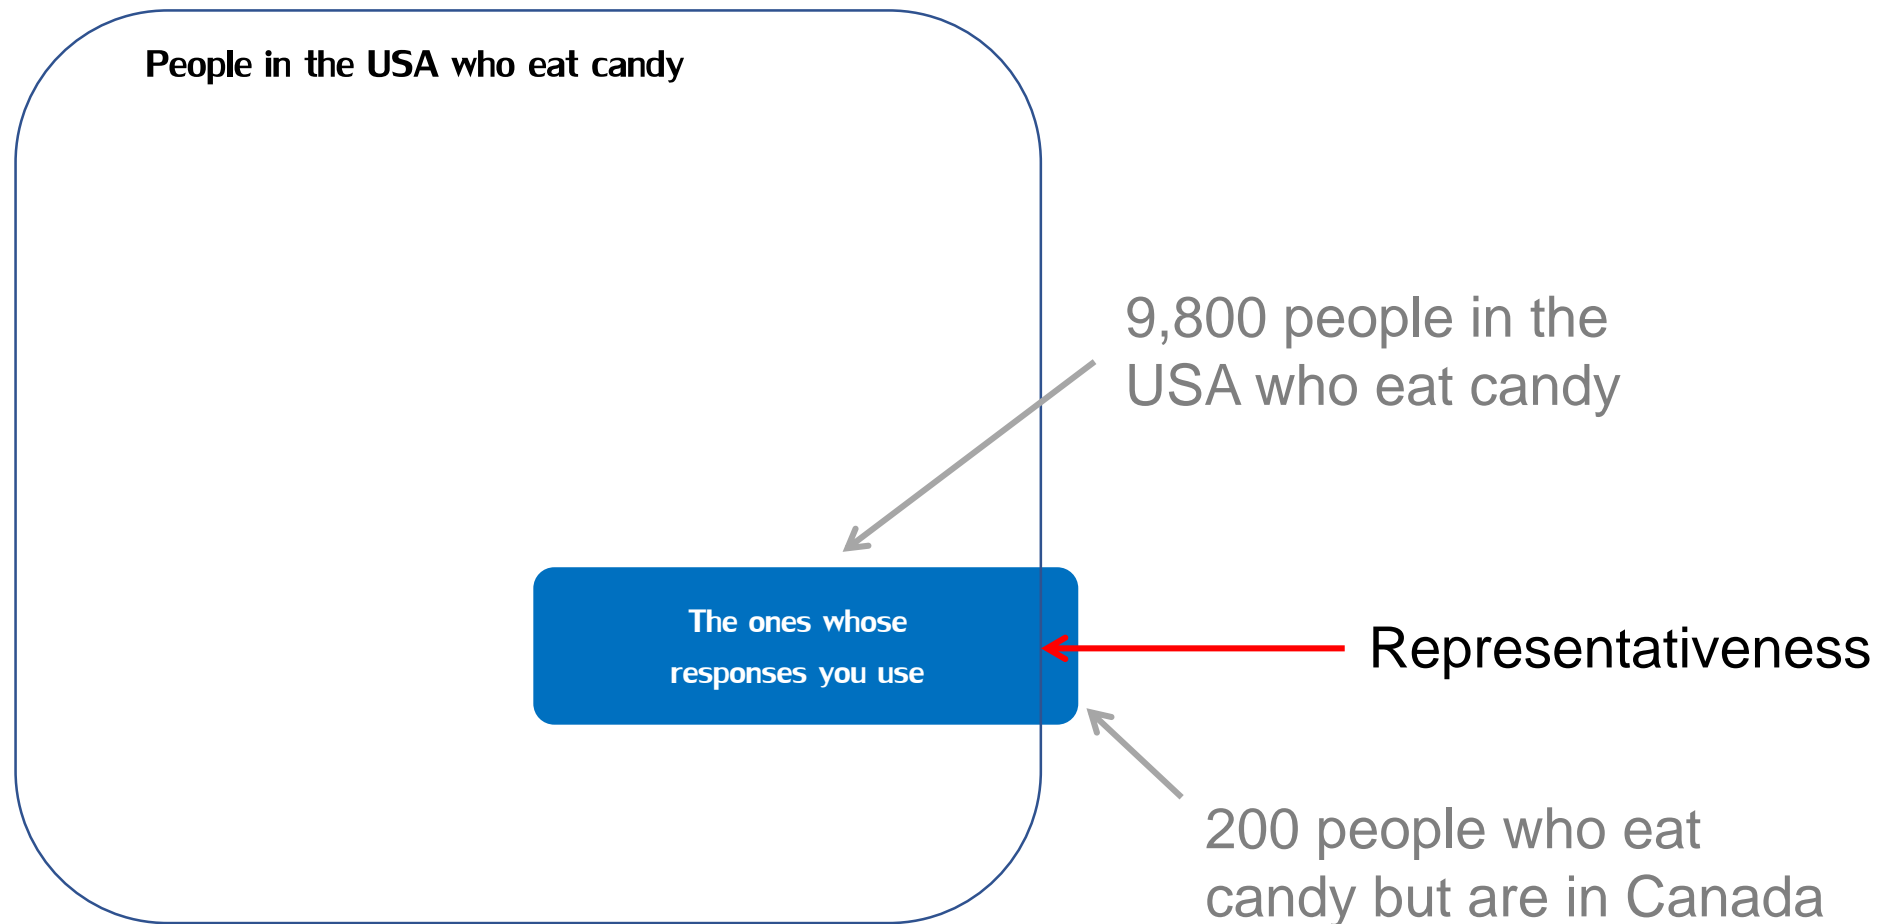 People in the USA who eat candy
9,800 people in the
USA who eat candy
The ones whose
responses you use
Representativeness
200 people who eat
candy but are in Canada